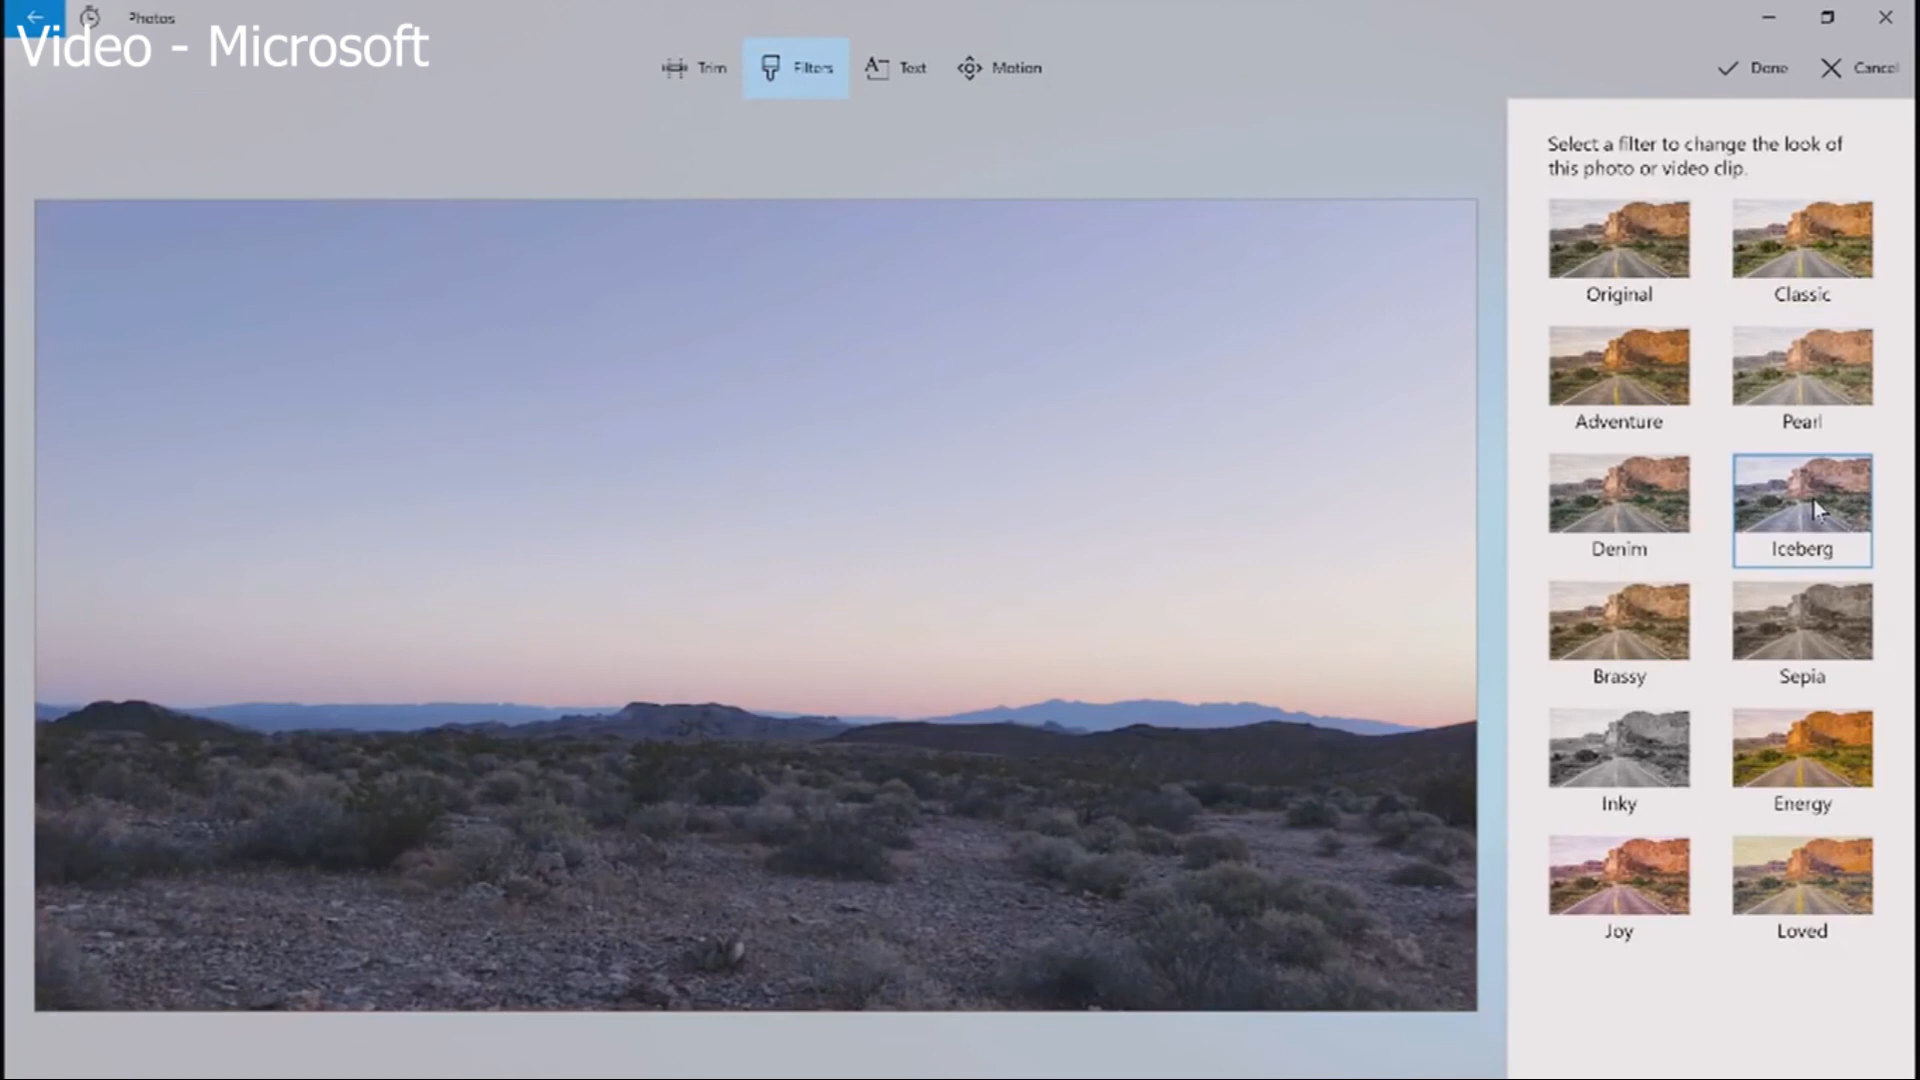 Photos
Video - Microsoft
Trim
Filters
Text
Motion
Done
Cancel
Select a filter to change the look of
this photo or video clip.
Original
Classic
Adventure
Pearl
Denim
Iceberg
Brassy
Sepia
Inky
Energy
Joy
Loved